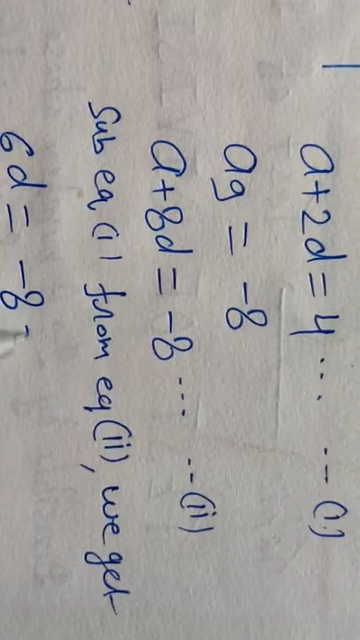 a+2d=4 ... --(i)
a9 = -8
a+8d = -8 ... --(ii)
Sub eq (i) from eq (ii), we get
6d = -8-